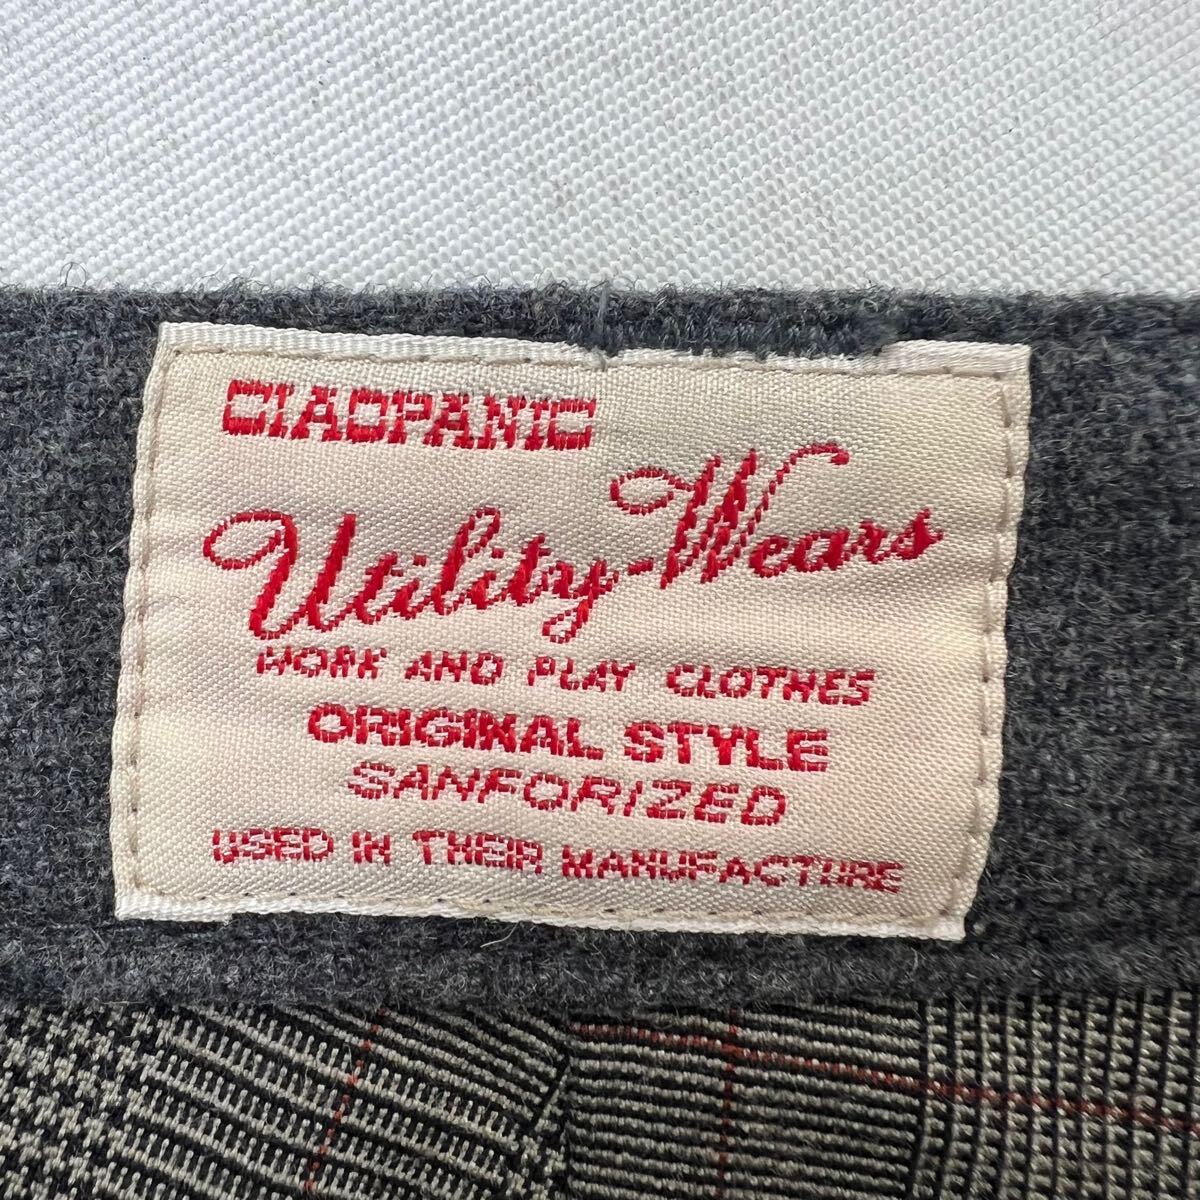 CIAOPANIC
Utility-Wears
WORK AND PLAY CLOTHES
ORIGINAL STYLE
SANFORIZED
USED IN THEIR MANUFACTURE